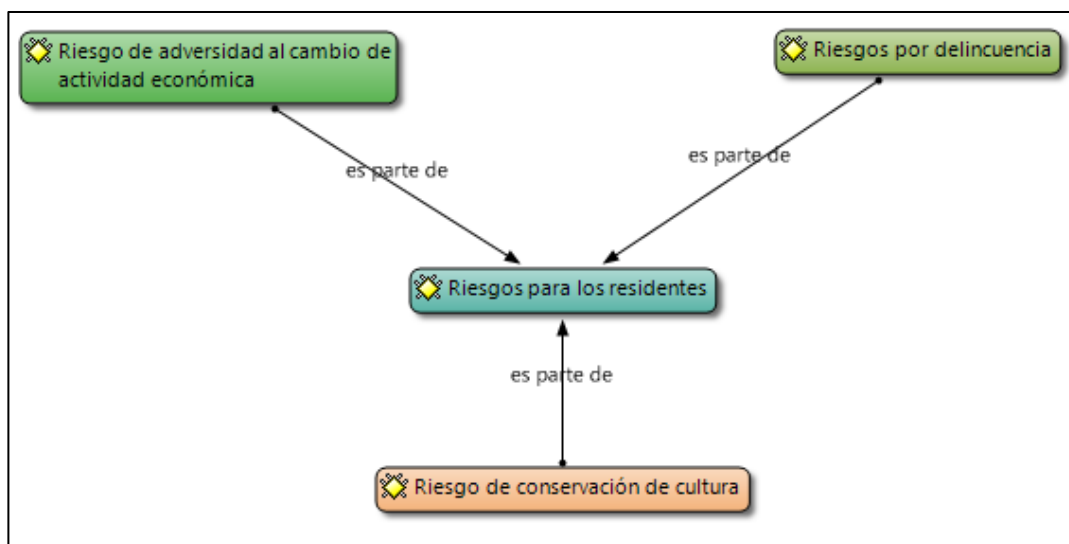 Riesgo de adversidad al cambio de
actividad económica
Riesgos por delincuencia
es parte de
es parte de
Riesgos para los residentes
es parte de
Riesgo de conservación de cultura